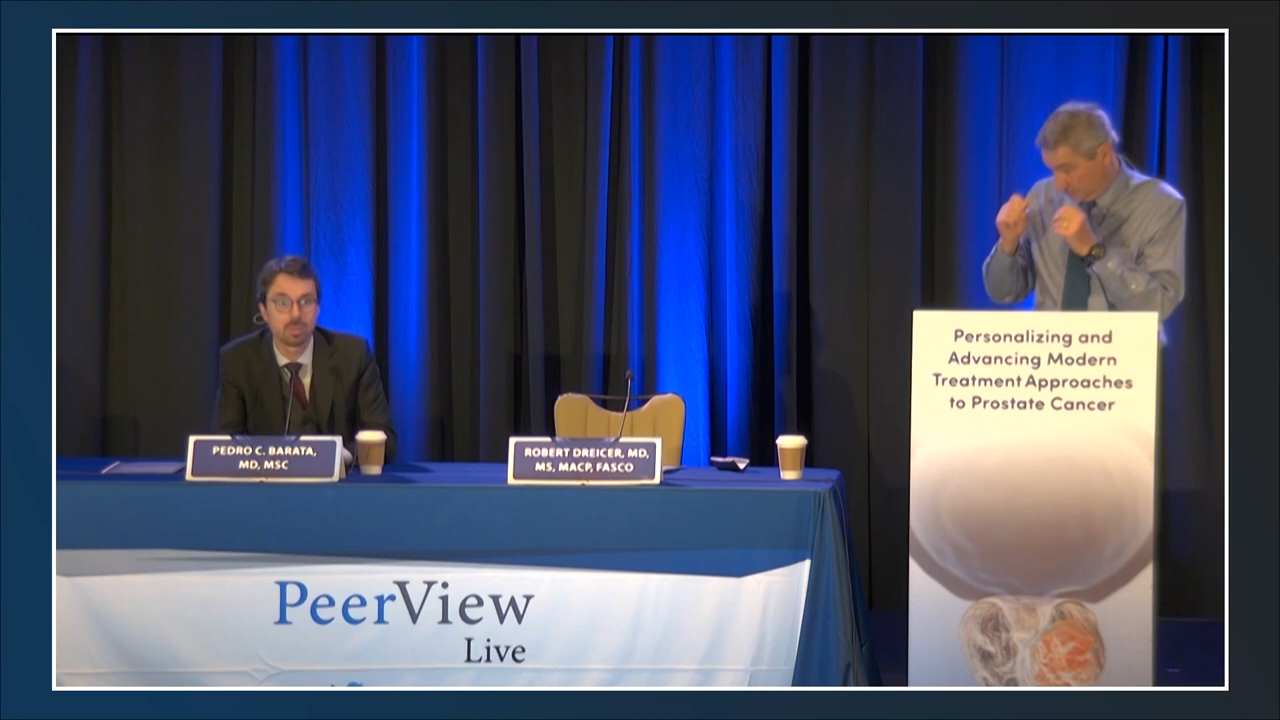 PEDRO C. BARATA,
MD, MSC
ROBERT DREICER, MD,
MS, MACP, FASCO
Personalizing and
Advancing Modern
Treatment Approaches
to Prostate Cancer
PeerView
Live